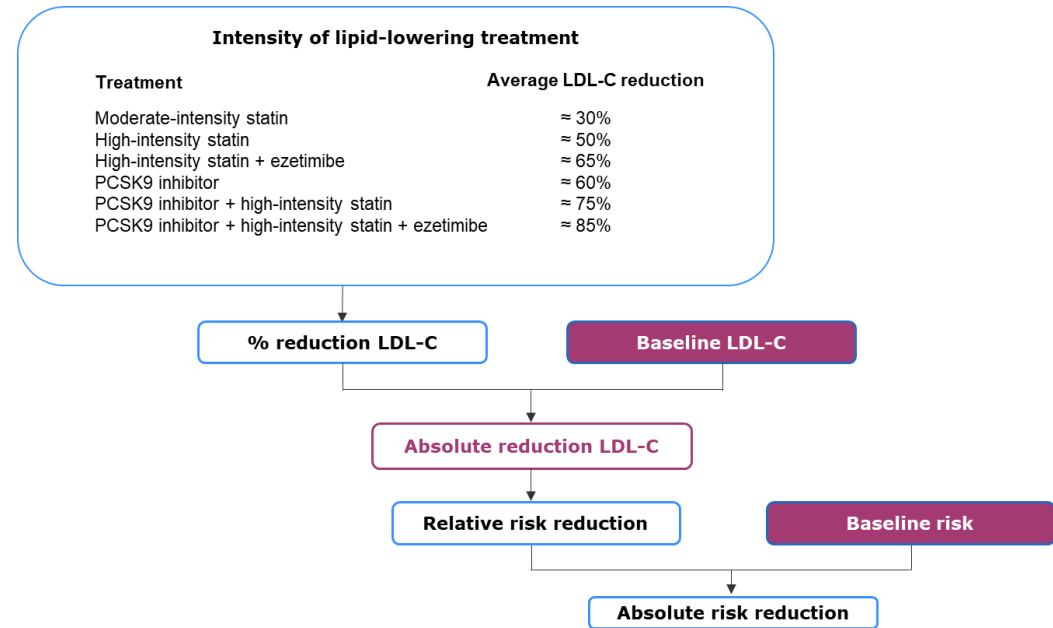 Intensity of lipid-lowering treatment
Treatment Average LDL-C reduction
Moderate-intensity statin ≈ 30%
High-intensity statin ≈ 50%
High-intensity statin + ezetimibe ≈ 65%
PCSK9 inhibitor ≈ 60%
PCSK9 inhibitor + high-intensity statin ≈ 75%
PCSK9 inhibitor + high-intensity statin + ezetimibe ≈ 85%
% reduction LDL-C Baseline LDL-C
Absolute reduction LDL-C
Relative risk reduction Baseline risk
Absolute risk reduction